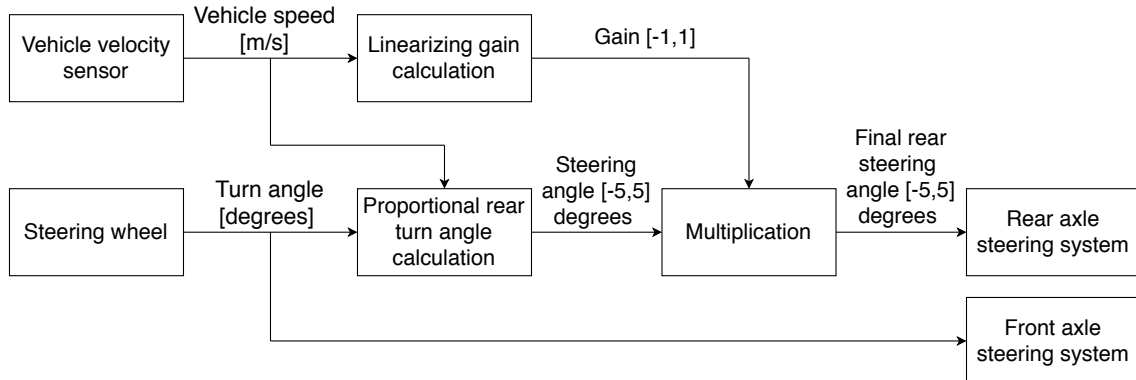 Vehicle velocity
sensor
Vehicle speed
[m/s]
Linearizing gain
calculation
Gain [-1,1]
Steering wheel
Turn angle
[degrees]
Proportional rear
turn angle
calculation
Steering
angle [-5,5]
degrees
Multiplication
Final rear
steering
angle [-5,5]
degrees
Rear axle
steering system
Front axle
steering system